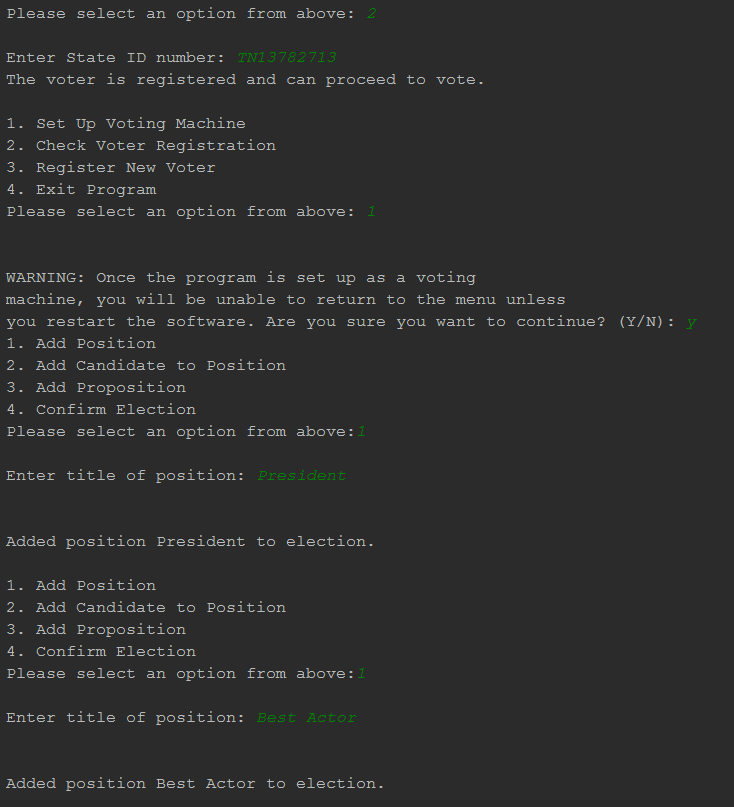 Please select an option from above: 2
Enter State ID number: TN13782713
The voter is registered and can proceed to vote.
1. Set Up Voting Machine
2. Check Voter Registration
3. Register New Voter
4. Exit Program
Please select an option from above: 1
WARNING: Once the program is set up as a voting
machine, you will be unable to return to the menu unless
you restart the software. Are you sure you want to continue? (Y/N): y
1. Add Position
2. Add Candidate to Position
3. Add Proposition
4. Confirm Election
Please select an option from above:1
Enter title of position: President
Added position President to election.
1. Add Position
2. Add Candidate to Position
3. Add Proposition
4. Confirm Election
Please select an option from above:1
Enter title of position: Best Actor
Added position Best Actor to election.